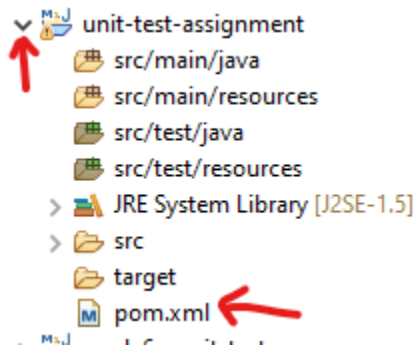 unit-test-assignment
src/main/java
src/main/resources
src/test/java
src/test/resources
JRE System Library [J2SE-1.5]
src
target
pom.xml